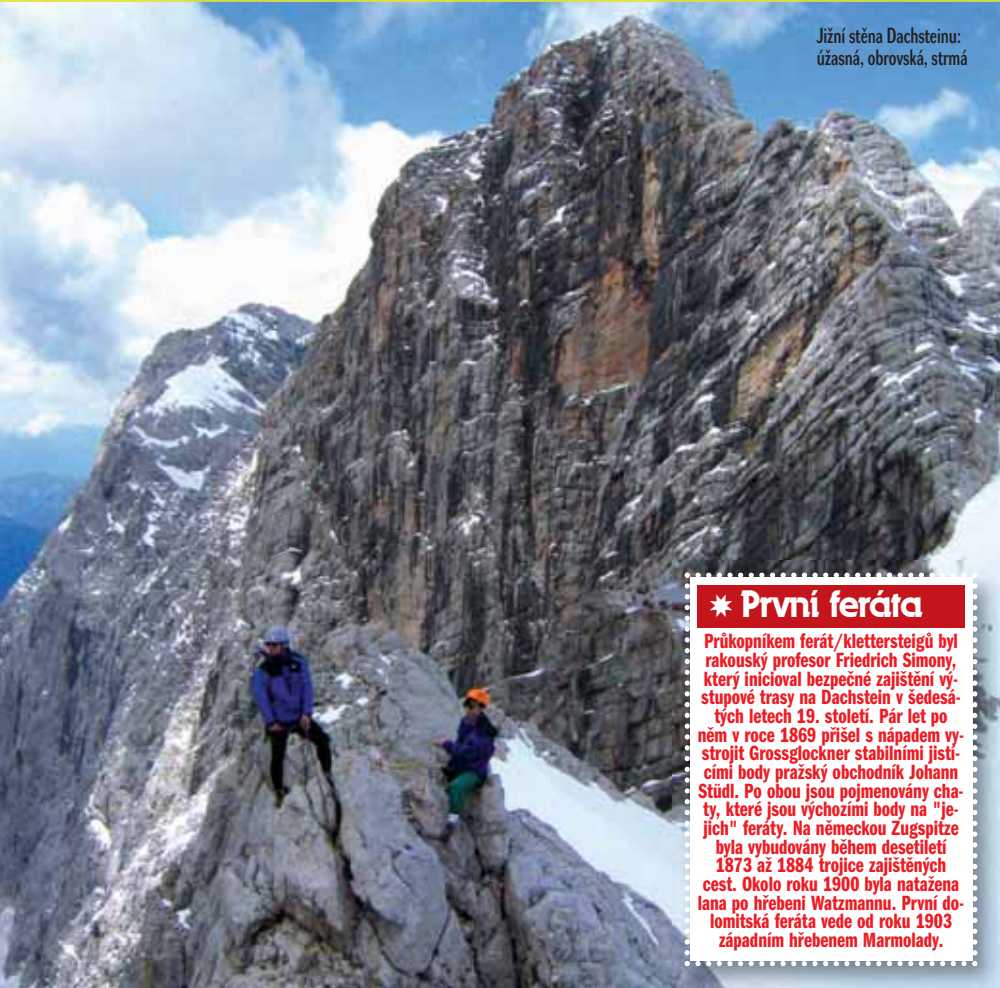 Jižní stěna Dachsteinu:
úžasná, obrovská, strmá
První feráta
Průkopníkem ferát/klettersteigů byl
rakouský profesor Friedrich Simony,
který inicioval bezpečné zajištění vý-
stupové trasy na Dachstein v šedesá-
tých letech 19. století. Pár let po
něm v roce 1869 přišel s nápadem vy-
strojit Grossglockner stabilními jistí-
cími body pražský obchodník Johann
Stüdl. Po obou jsou pojmenovány cha-
ty, které jsou výchozími body na "je-
jich" feráty. Na německou Zugspitze
byla vybudovány během desetiletí
1873 až 1884 trojice zajištěných
cest. Okolo roku 1900 byla natažena
lana po hřebeni Watzmannu. První do-
lomitská feráta vede od roku 1903
západním hřebenem Marmolady.